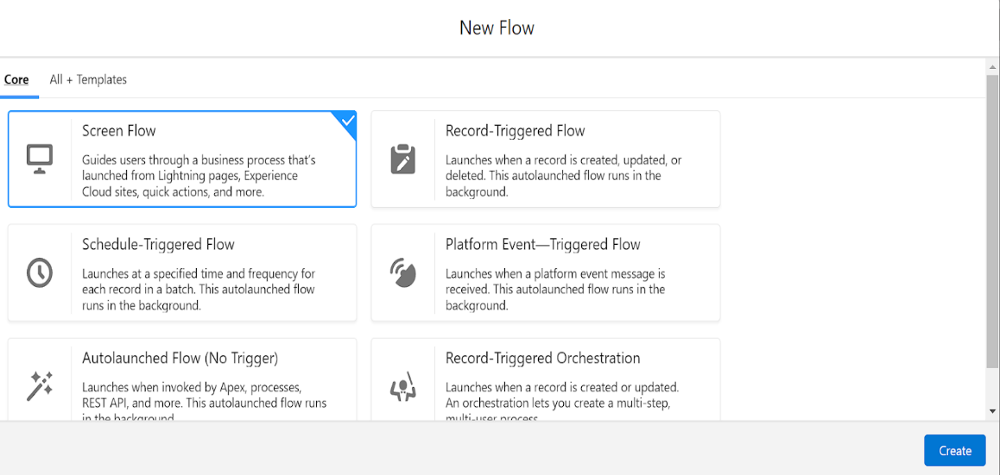 New Flow
Core
All + Templates
Screen Flow
Guides users through a business process that's
launched from Lightning pages, Experience
Cloud sites, quick actions, and more.
Record-Triggered Flow
Launches when a record is created, updated, or
deleted. This autolaunched flow runs in the
background.
Schedule-Triggered Flow
Launches at a specified time and frequency for
each record in a batch. This autolaunched flow
runs in the background.
Platform Event—Triggered Flow
Launches when a platform event message is
received. This autolaunched flow runs in the
background.
Autolaunched Flow (No Trigger)
Launches when invoked by Apex, processes,
REST API, and more. This autolaunched flow runs
in the background.
Record-Triggered Orchestration
Launches when a record is created or updated.
An orchestration lets you create a multi-step,
multi-user process.
Create